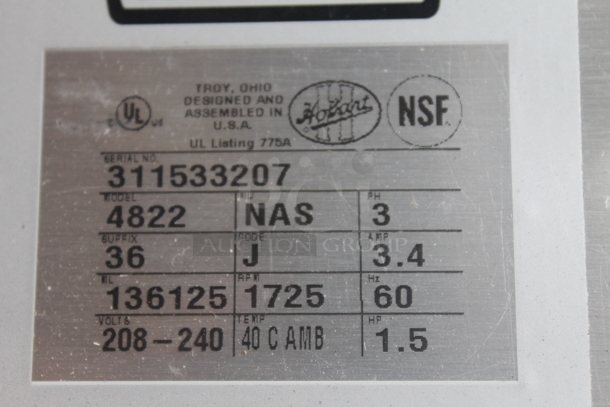 TROY, OHIO
DESIGNED AND
ASSEMBLED IN
U.S.A.
UL Listing 775A
C UL US
Hobart
NSF
SERIAL NO.
311533207
MODEL PH
4822 NAS 3
SUFFIX CODE AMP
36 J 3.4
ML RPM Hz
136125 1725 60
VOLTS TEMP HP
208-240 40 C AMB 1.5
AUCTION GROUP